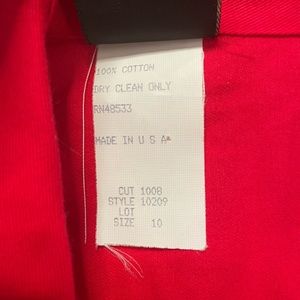 100% COTTON
DRY CLEAN ONLY
RN48533
MADE IN U S A
CUT 1008
STYLE 10209
LOT
SIZE 10